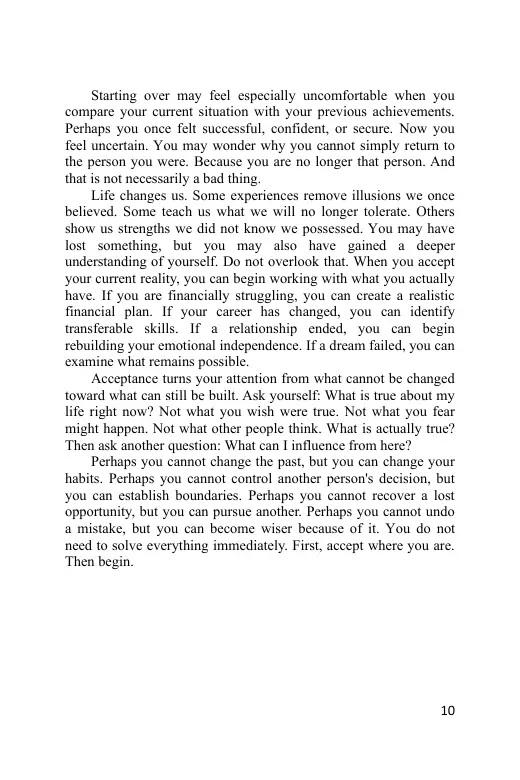 Starting over may feel especially uncomfortable when you
compare your current situation with your previous achievements.
Perhaps you once felt successful, confident, or secure. Now you
feel uncertain. You may wonder why you cannot simply return to
the person you were. Because you are no longer that person. And
that is not necessarily a bad thing.
Life changes us. Some experiences remove illusions we once
believed. Some teach us what we will no longer tolerate. Others
show us strengths we did not know we possessed. You may have
lost something, but you may also have gained a deeper
understanding of yourself. Do not overlook that. When you accept
your current reality, you can begin working with what you actually
have. If you are financially struggling, you can create a realistic
financial plan. If your career has changed, you can identify
transferable skills. If a relationship ended, you can begin
rebuilding your emotional independence. If a dream failed, you can
examine what remains possible.
Acceptance turns your attention from what cannot be changed
toward what can still be built. Ask yourself: What is true about my
life right now? Not what you wish were true. Not what you fear
might happen. Not what other people think. What is actually true?
Then ask another question: What can I influence from here?
Perhaps you cannot change the past, but you can change your
habits. Perhaps you cannot control another person's decision, but
you can establish boundaries. Perhaps you cannot recover a lost
opportunity, but you can pursue another. Perhaps you cannot undo
a mistake, but you can become wiser because of it. You do not
need to solve everything immediately. First, accept where you are.
Then begin.
10